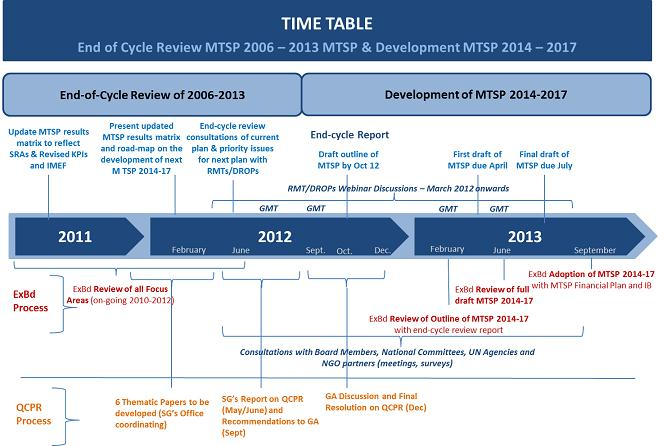 TIME TABLE
End of Cycle Review MTSP 2006 – 2013 MTSP & Development MTSP 2014 – 2017
End-of-Cycle Review of 2006-2013
Development of MTSP 2014-2017
Update MTSP results
matrix to reflect
SRAs & Revised KPIs
and IMEF
Present updated
MTSP results matrix
and road-map on the
development of next
M TSP 2014-17
End-cycle review
consultations of current
plan & priority issues
for next plan with
RMTs/DROPs
End-cycle Report
Draft outline of
MTSP by Oct 12
First draft of
MTSP due April
Final draft of
MTSP due July
RMT/DROPs Webinar Discussions – March 2012 onwards
GMT
GMT
GMT
GMT
2011
2012
2013
February
June
Sept.
Oct.
Dec.
February
June
September
ExBd
Process
ExBd Review of all Focus
Areas (on-going 2010-2012)
ExBd Review of full
draft MTSP 2014-17
ExBd Adoption of MTSP 2014-17
with MTSP Financial Plan and IB
ExBd Review of Outline of MTSP 2014-17
with end-cycle review report
Consultations with Board Members, National Committees, UN Agencies and
NGO partners (meetings, surveys)
QCPR
Process
6 Thematic Papers to be
developed (SG's Office
coordinating)
SG's Report on QCPR
(May/June) and
Recommendations to GA
(Sept)
GA Discussion and Final
Resolution on QCPR (Dec)